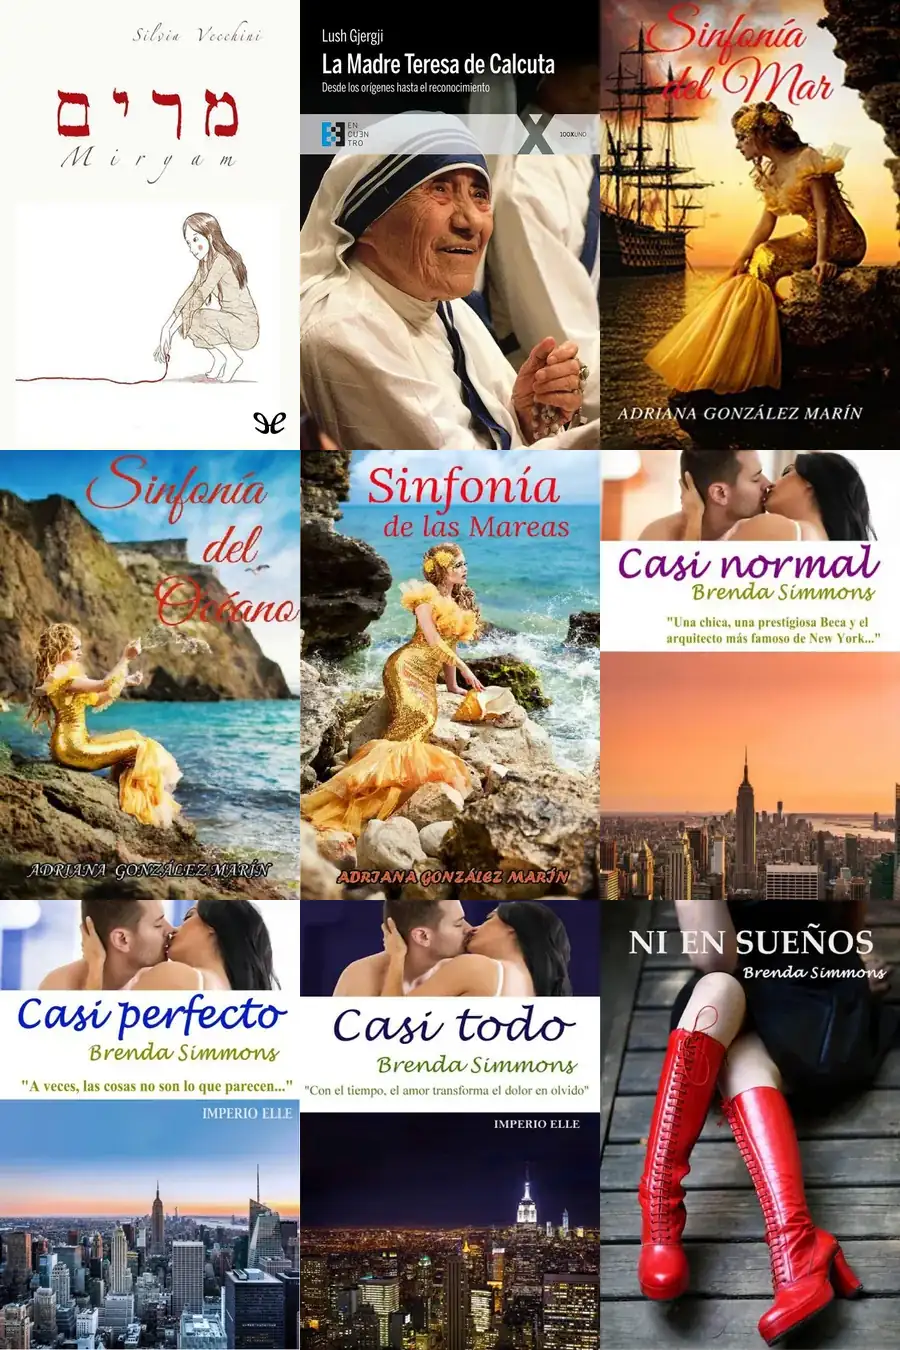 Silvia Vecchini
מרים
Miryam
Lush Gjergji
La Madre Teresa de Calcuta
Desde los orígenes hasta el reconocimiento
EN
CUEN
TRO
100XUNO
Sinfonía
del Mar
ADRIANA GONZÁLEZ MARÍN
Sinfonía
del
Océano
ADRIANA GONZÁLEZ MARÍN
Sinfonía
de las Mareas
ADRIANA GONZÁLEZ MARÍN
Casi normal
Brenda Simmons
"Una chica, una prestigiosa Beca y el
arquitecto más famoso de New York..."
Casi perfecto
Brenda Simmons
"A veces, las cosas no son lo que parecen..."
IMPERIO ELLE
Casi todo
Brenda Simmons
"Con el tiempo, el amor transforma el dolor en olvido"
IMPERIO ELLE
NI EN SUEÑOS
Brenda Simmons